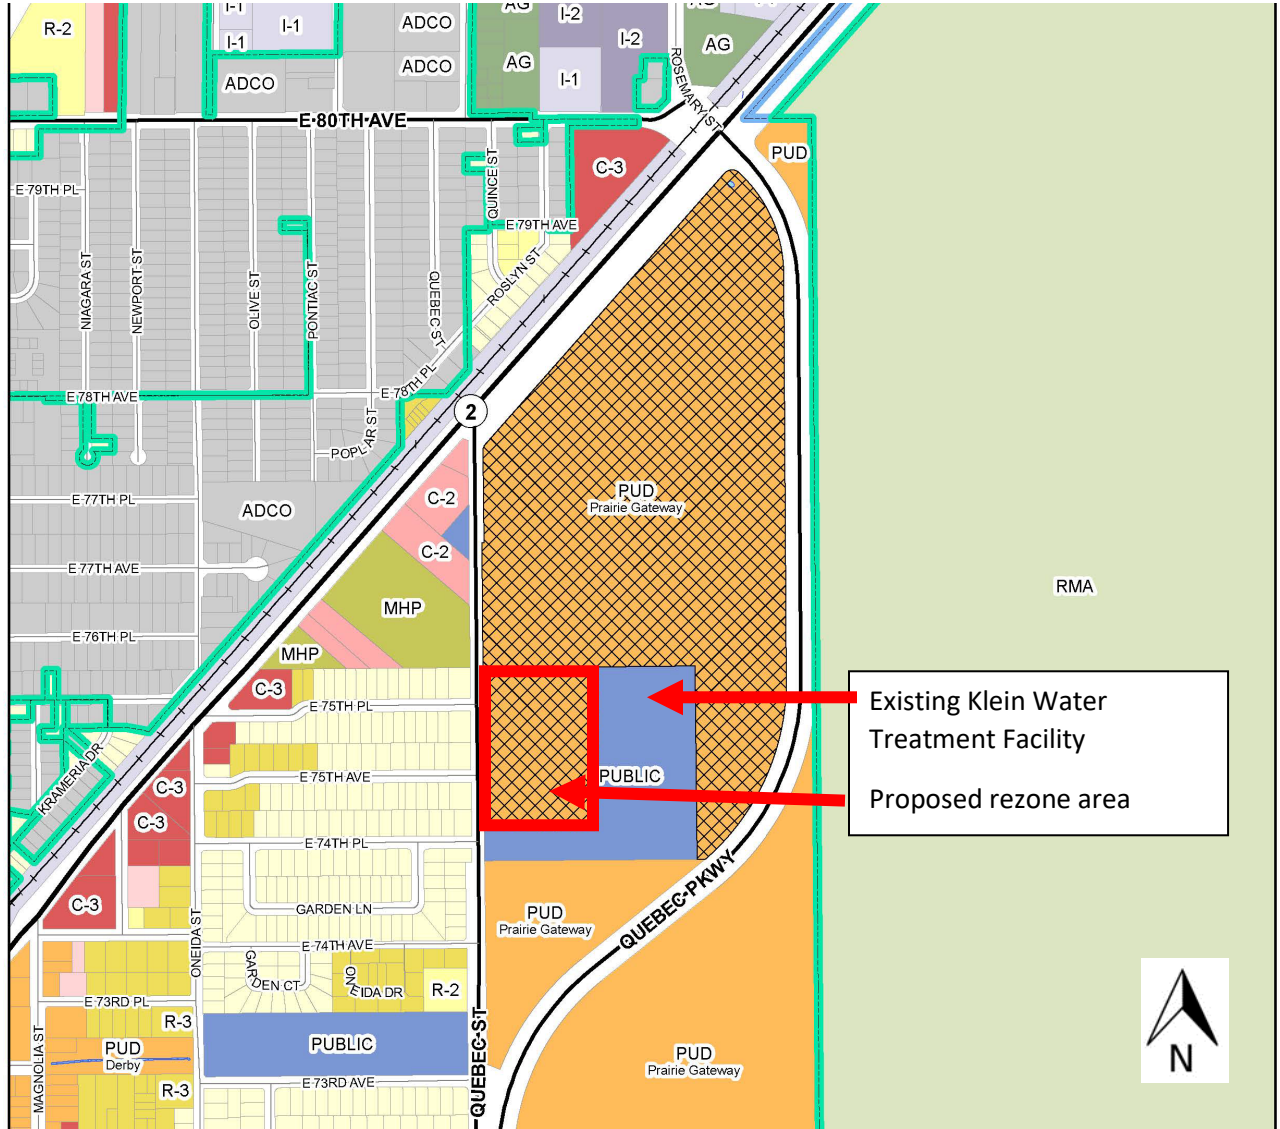 I-1
I-1
I-1
ADCO
AG
I-2
AG
R-2
ADCO
I-2
AG
ADCO
AG
I-1
ADCO
ROSEMARY ST
E 80TH AVE
PUD
C-3
QUINCE ST
E 79TH PL
E 79TH AVE
NIAGARA ST
NEWPORT ST
OLIVE ST
PONTIAC ST
QUEBEC ST
ROSLYN ST
E 78TH PL
E 78TH AVE
2
POPLAR ST
E 77TH PL
ADCO
C-2
PUD
Prairie Gateway
C-2
E 77TH AVE
RMA
MHP
E 76TH PL
MHP
C-3
E 75TH PL
Existing Klein Water
Treatment Facility
KRAMERIA DR
E 75TH AVE
PUBLIC
C-3
Proposed rezone area
C-3
E 74TH PL
QUEBEC PKWY
C-3
GARDEN LN
PUD
Prairie Gateway
ONEIDA ST
E 74TH AVE
GARDEN CT
ONEIDA DR
R-2
E 73RD PL
R-3
MAGNOLIA ST
PUD
Derby
PUBLIC
QUEBEC ST
PUD
Prairie Gateway
N
E 73RD AVE
R-3